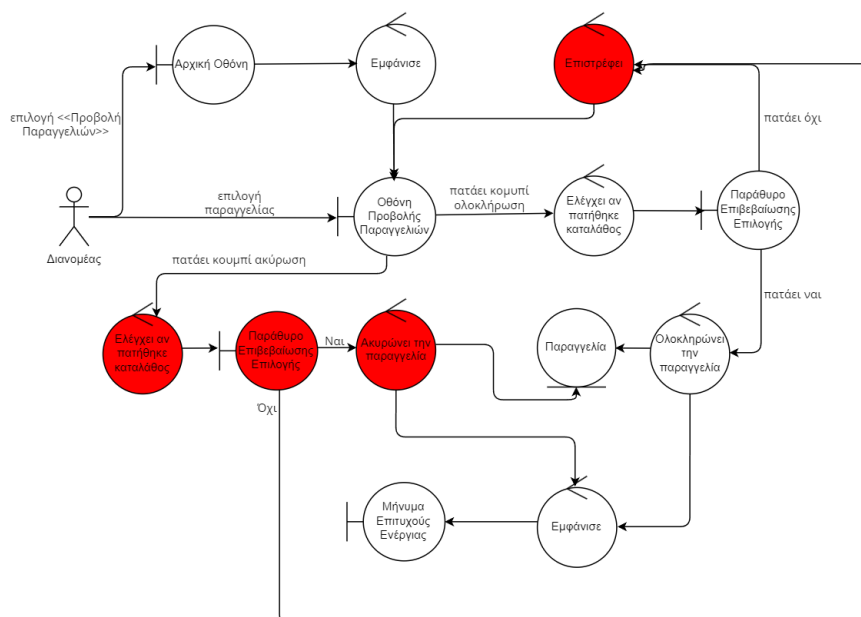 Αρχική Οθόνη
Εμφάνισε
Επιστρέφει
επιλογή <<Προβολή
Παραγγελιών>>
πατάει όχι
επιλογή
παραγγελίας
Οθόνη
Προβολής
Παραγγελιών
πατάει κομυπί
ολοκλήρωση
Ελέγχει αν
πατήθηκε
καταλάθος
Παράθυρο
Επιβεβαίωσης
Επιλογής
Διανομέας
πατάει κουμπί ακύρωση
πατάει ναι
Ελέγχει αν
πατήθηκε
καταλάθος
Παράθυρο
Επιβεβαίωσης
Επιλογής
Ναι
Ακυρώνει την
παραγγελία
Παραγγελία
Ολοκληρώνει
την
παραγγελία
Όχι
Μήνυμα
Επιτυχούς
Ενέργιας
Εμφάνισε